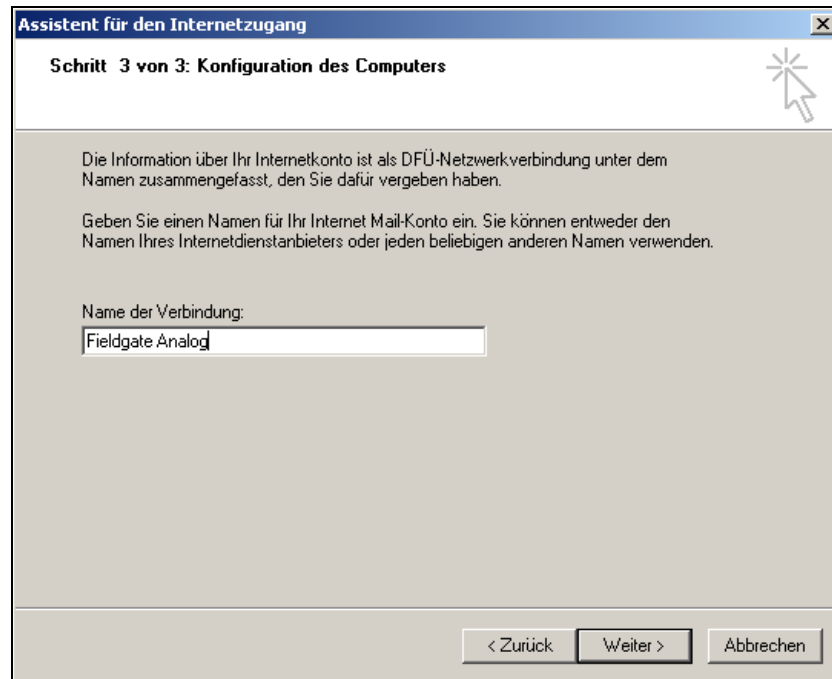 Assistent für den Internetzugang
Schritt 3 von 3: Konfiguration des Computers
Die Information über Ihr Internetkonto ist als DFÜ-Netzwerkverbindung unter dem
Namen zusammengefasst, den Sie dafür vergeben haben.
Geben Sie einen Namen für Ihr Internet Mail-Konto ein. Sie können entweder den
Namen Ihres Internetdienstanbieters oder jeden beliebigen anderen Namen verwenden.
Name der Verbindung:
Fieldgate Analog
< Zurück Weiter > Abbrechen